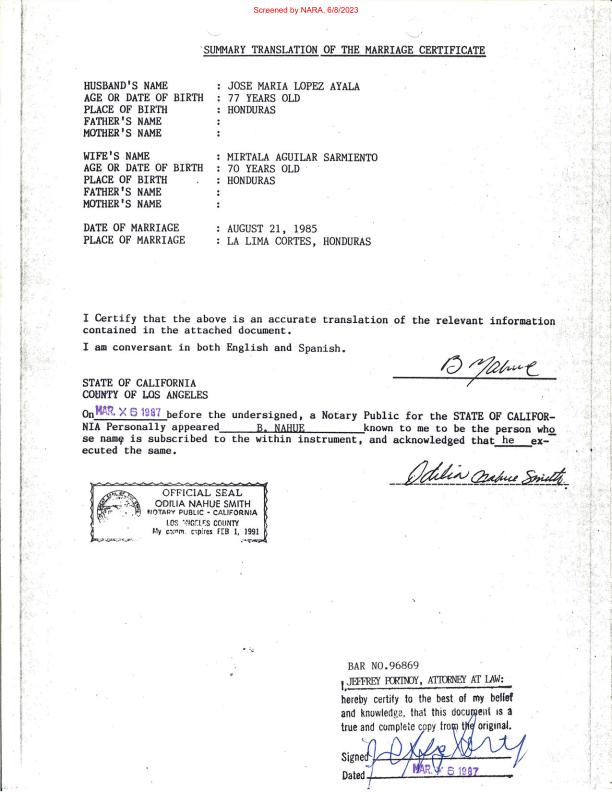 Screened by NARA, 6/8/2023
SUMMARY TRANSLATION OF THE MARRIAGE CERTIFICATE
HUSBAND'S NAME : JOSE MARIA LOPEZ AYALA
AGE OR DATE OF BIRTH : 77 YEARS OLD
PLACE OF BIRTH : HONDURAS
FATHER'S NAME :
MOTHER'S NAME :
WIFE'S NAME : MIRTALA AGUILAR SARMIENTO
AGE OR DATE OF BIRTH : 70 YEARS OLD
PLACE OF BIRTH : HONDURAS
FATHER'S NAME :
MOTHER'S NAME :
DATE OF MARRIAGE : AUGUST 21, 1985
PLACE OF MARRIAGE : LA LIMA CORTES, HONDURAS
I Certify that the above is an accurate translation of the relevant information
contained in the attached document.
I am conversant in both English and Spanish.
B Nahue
STATE OF CALIFORNIA
COUNTY OF LOS ANGELES
On MAR. X 5 1987 before the undersigned, a Notary Public for the STATE OF CALIFOR-
NIA Personally appeared B. NAHUE known to me to be the person who
se name is subscribed to the within instrument, and acknowledged that he ex-
ecuted the same.
Odilia Nahue Smith
OFFICIAL SEAL
ODILIA NAHUE SMITH
NOTARY PUBLIC - CALIFORNIA
LOS ANGELES COUNTY
My comm. expires FEB 1, 1991
BAR NO.96869
I, JEFFREY PORTNOY, ATTORNEY AT LAW:
hereby certify to the best of my belief
and knowledge, that this document is a
true and complete copy from the original.
Signed
Dated MAR. X 5 1987